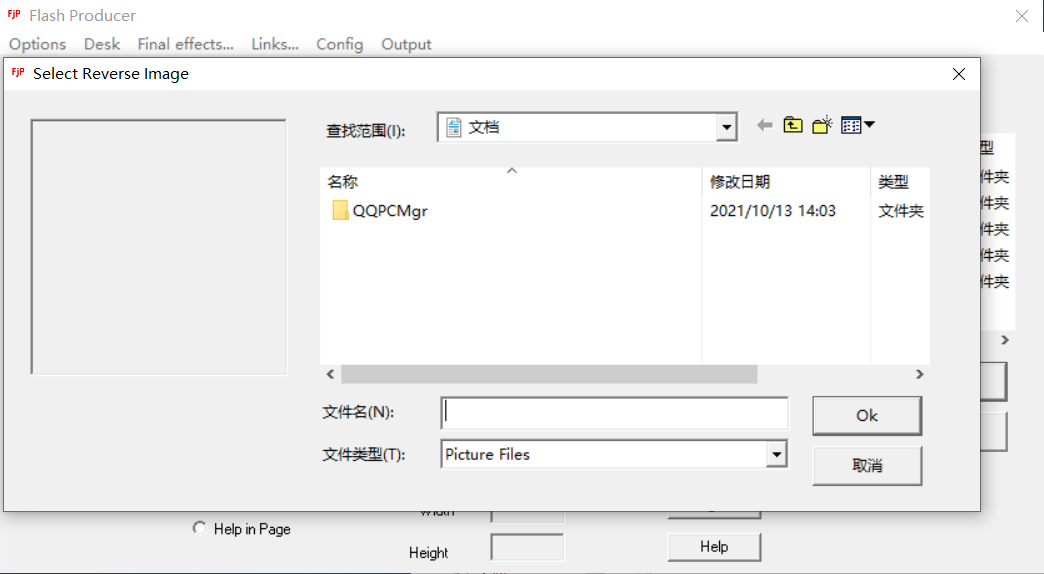 FjP Flash Producer
Options Desk Final effects... Links... Config Output
FjP Select Reverse Image
查找范围(I): 文档
名称 修改日期 类型
QQPCMgr 2021/10/13 14:03 文件夹
型
件夹
件夹
件夹
件夹
件夹
文件名(N): Ok
文件类型(T): Picture Files
取消
Width
Help in Page
Height Help